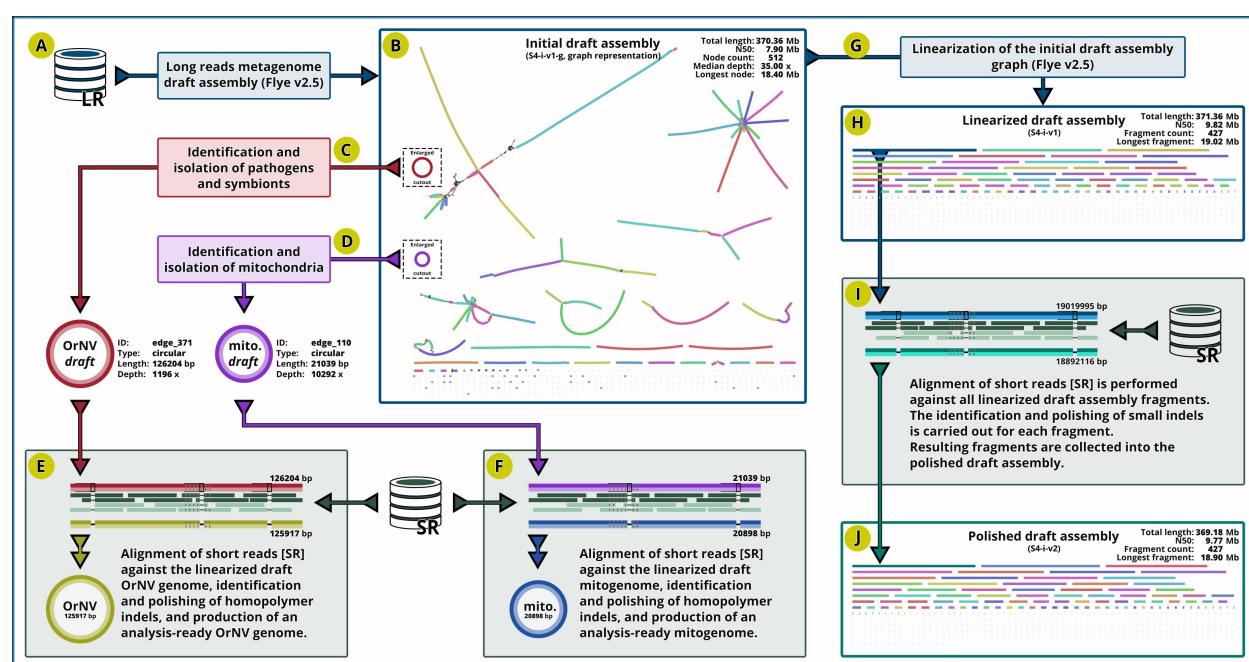 A
LR
Long reads metagenome
draft assembly (Flye v2.5)
B
Initial draft assembly
(S4-i-v1-g, graph representation)
Total length: 370.36 Mb
N50: 7.90 Mb
Node count: 512
Median depth: 35.00 x
Longest node: 18.40 Mb
G
Linearization of the initial draft assembly
graph (Flye v2.5)
C
Identification and
isolation of pathogens
and symbionts
Enlarged
cutout
D
Identification and
isolation of mitochondria
Enlarged
cutout
H
Linearized draft assembly
(S4-i-v1)
Total length: 371.36 Mb
N50: 9.82 Mb
Fragment count: 427
Longest fragment: 19.02 Mb
OrNV
draft
ID: edge_371
Type: circular
Length: 126204 bp
Depth: 1196 x
mito.
draft
ID: edge_110
Type: circular
Length: 21039 bp
Depth: 10292 x
I
19019995 bp
18892116 bp
SR
Alignment of short reads [SR] is performed
against all linearized draft assembly fragments.
The identification and polishing of small indels
is carried out for each fragment.
Resulting fragments are collected into the
polished draft assembly.
E
126204 bp
125917 bp
Alignment of short reads [SR]
against the linearized draft
OrNV genome, identification
and polishing of homopolymer
indels, and production of an
analysis-ready OrNV genome.
OrNV
125917 bp
SR
F
21039 bp
20898 bp
Alignment of short reads [SR]
against the linearized draft
mitogenome, identification
and polishing of homopolymer
indels, and production of an
analysis-ready mitogenome.
mito.
20898 bp
J
Polished draft assembly
(S4-i-v2)
Total length: 369.18 Mb
N50: 9.77 Mb
Fragment count: 427
Longest fragment: 18.90 Mb